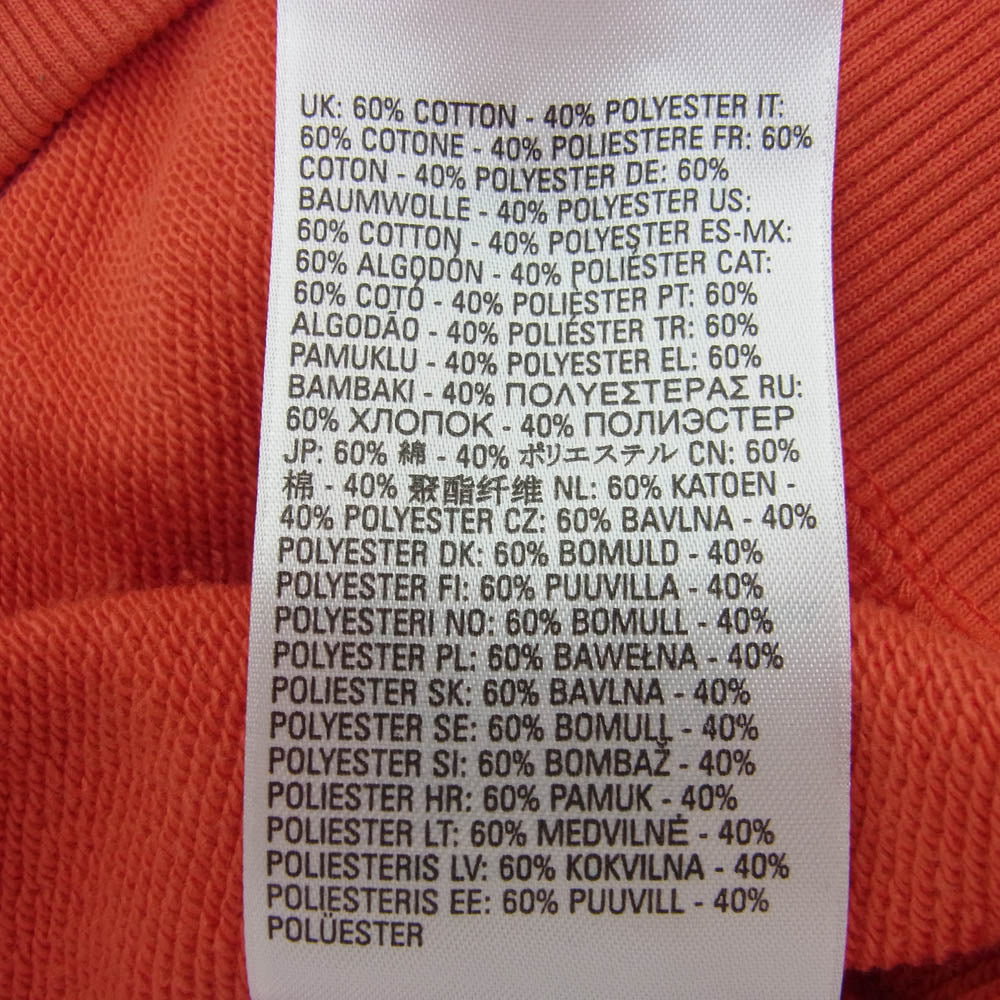 UK: 60% COTTON - 40% POLYESTER IT:
60% COTONE - 40% POLIESTERE FR: 60%
COTON - 40% POLYESTER DE: 60%
BAUMWOLLE - 40% POLYESTER US:
60% COTTON - 40% POLYESTER ES-MX:
60% ALGODÓN - 40% POLIÉSTER CAT:
60% COTÓ - 40% POLIÈSTER PT: 60%
ALGODÃO - 40% POLIÉSTER TR: 60%
PAMUKLU - 40% POLYESTER EL: 60%
ΒΑΜΒΑΚΙ - 40% ΠΟΛΥΕΣΤΕΡΑΣ RU:
60% ХЛОПОК - 40% ПОЛИЭСТЕР
JP: 60% 綿 - 40% ポリエステル CN: 60%
棉 - 40% 聚酯纤维 NL: 60% KATOEN -
40% POLYESTER CZ: 60% BAVLNA - 40%
POLYESTER DK: 60% BOMULD - 40%
POLYESTER FI: 60% PUUVILLA - 40%
POLYESTERI NO: 60% BOMULL - 40%
POLYESTER PL: 60% BAWEŁNA - 40%
POLIESTER SK: 60% BAVLNA - 40%
POLYESTER SE: 60% BOMULL - 40%
POLYESTER SI: 60% BOMBAŽ - 40%
POLIESTER HR: 60% PAMUK - 40%
POLIESTER LT: 60% MEDVILNĖ - 40%
POLIESTERIS LV: 60% KOKVILNA - 40%
POLIESTERIS EE: 60% PUUVILL - 40%
POLÜESTER